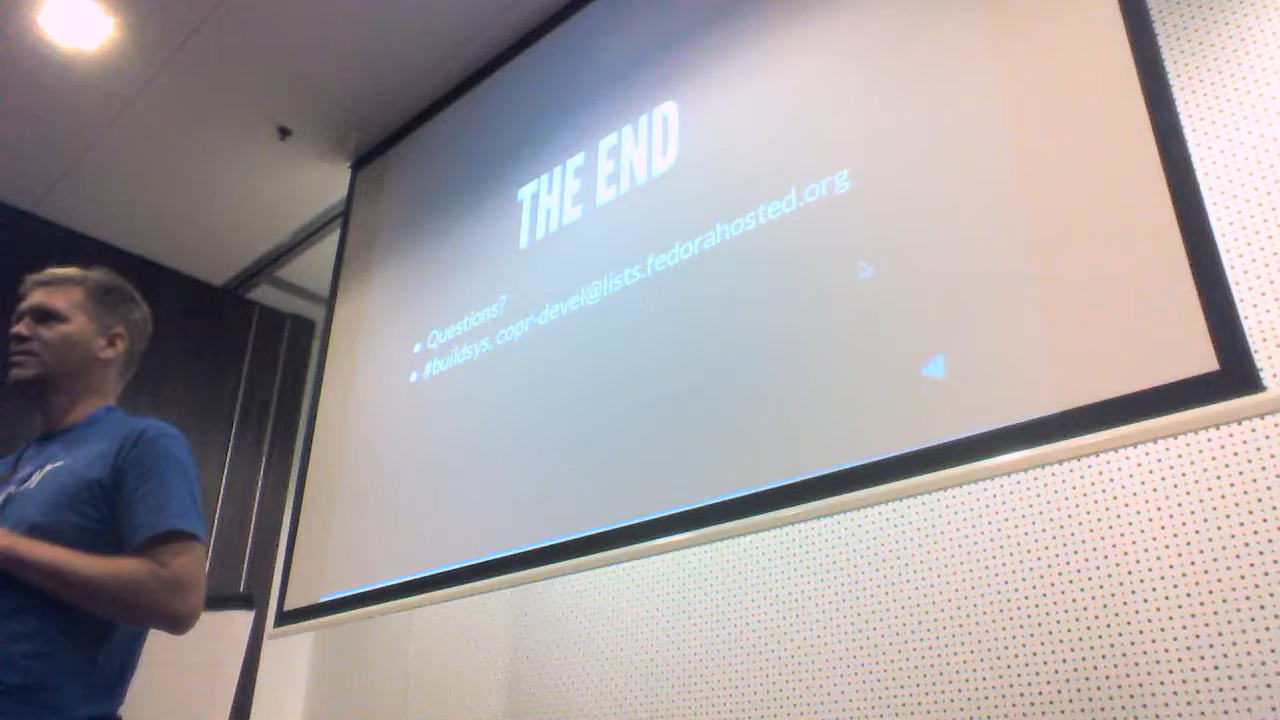 THE END
Questions?
#buildsys, copr-devel@lists.fedorahosted.org